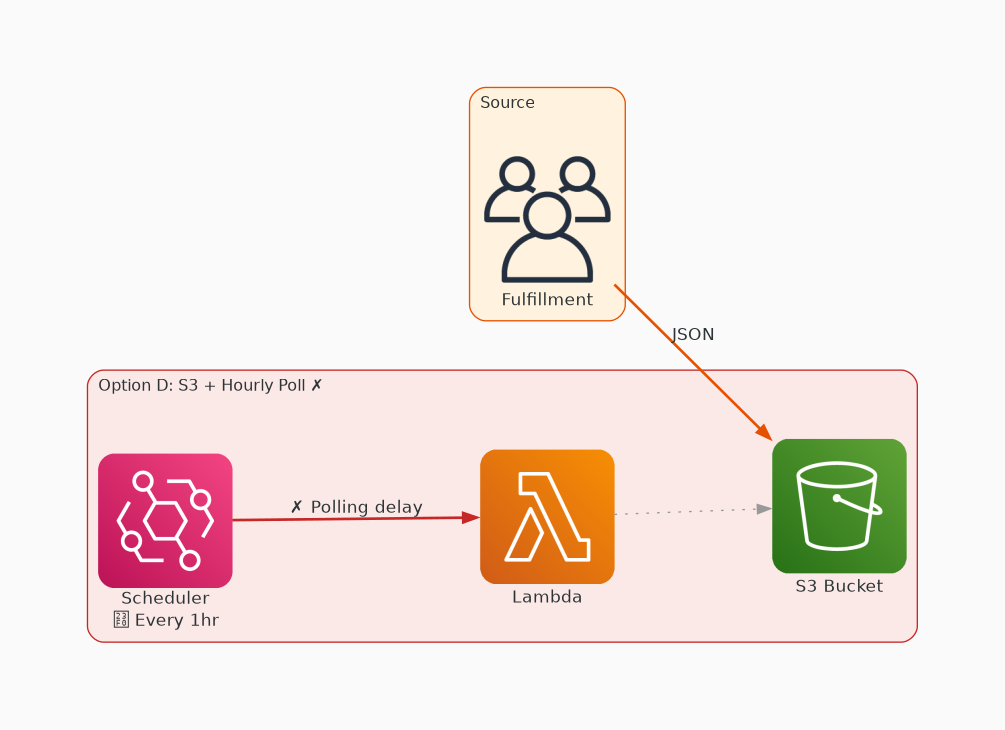 Source
Fulfillment
JSON
Option D: S3 + Hourly Poll ✗
✗ Polling delay
Scheduler
Every 1hr
Lambda
S3 Bucket